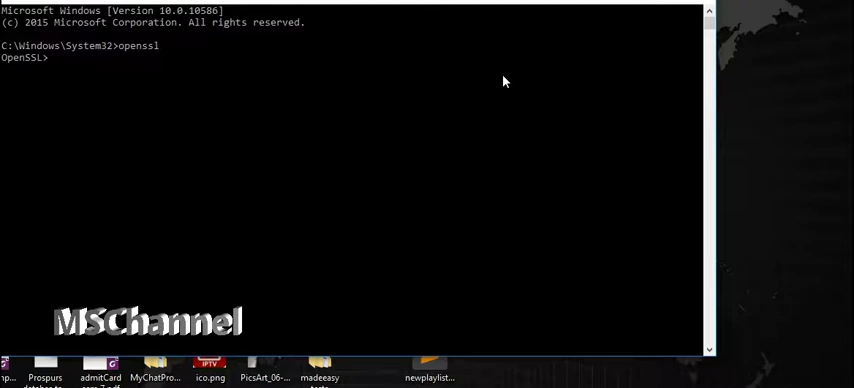 Microsoft Windows [Version 10.0.10586]
(c) 2015 Microsoft Corporation. All rights reserved.
C:\Windows\System32>openssl
OpenSSL>
MSChannel
IPTV
Prospurs admitCard MyChatPro... ico.png PicsArt_06-... madeeasy newplaylist...